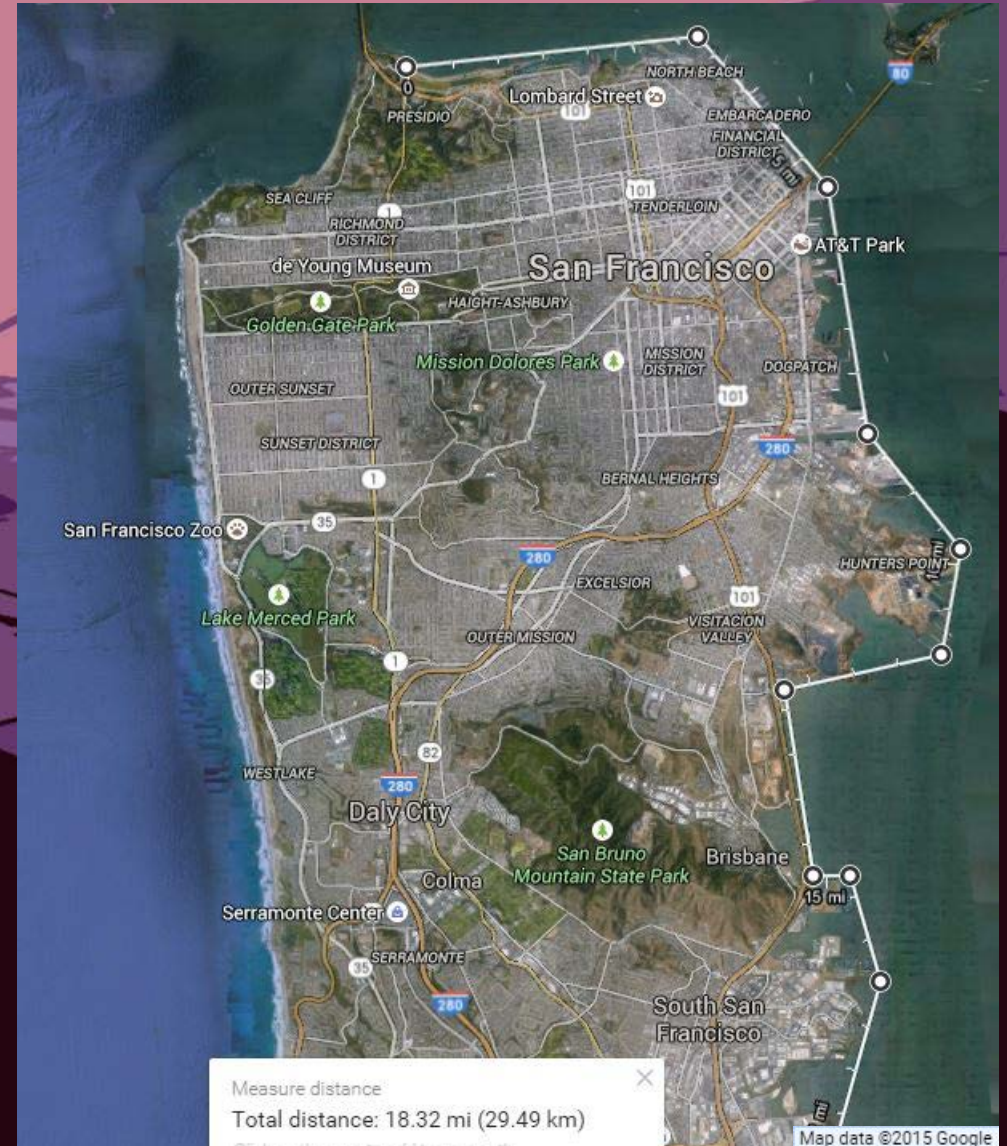 80
0
NORTH BEACH
Lombard Street
101
PRESIDIO
EMBARCADERO
FINANCIAL
DISTRICT
5 mi
SEA CLIFF
101
TENDERLOIN
1
RICHMOND
DISTRICT
AT&T Park
de Young Museum
San Francisco
HAIGHT-ASHBURY
Golden Gate Park
Mission Dolores Park
MISSION
DISTRICT
DOGPATCH
OUTER SUNSET
101
SUNSET DISTRICT
280
1
BERNAL HEIGHTS
San Francisco Zoo
35
280
HUNTERS POINT
EXCELSIOR
101
Lake Merced Park
OUTER MISSION
VISITACION
VALLEY
1
35
82
WESTLAKE
280
Daly City
San Bruno
Mountain State Park
Brisbane
Colma
15 mi
Serramonte Center
SERRAMONTE
35
280
South San
Francisco
Measure distance
Total distance: 18.32 mi (29.49 km)
mi
Map data ©2015 Google